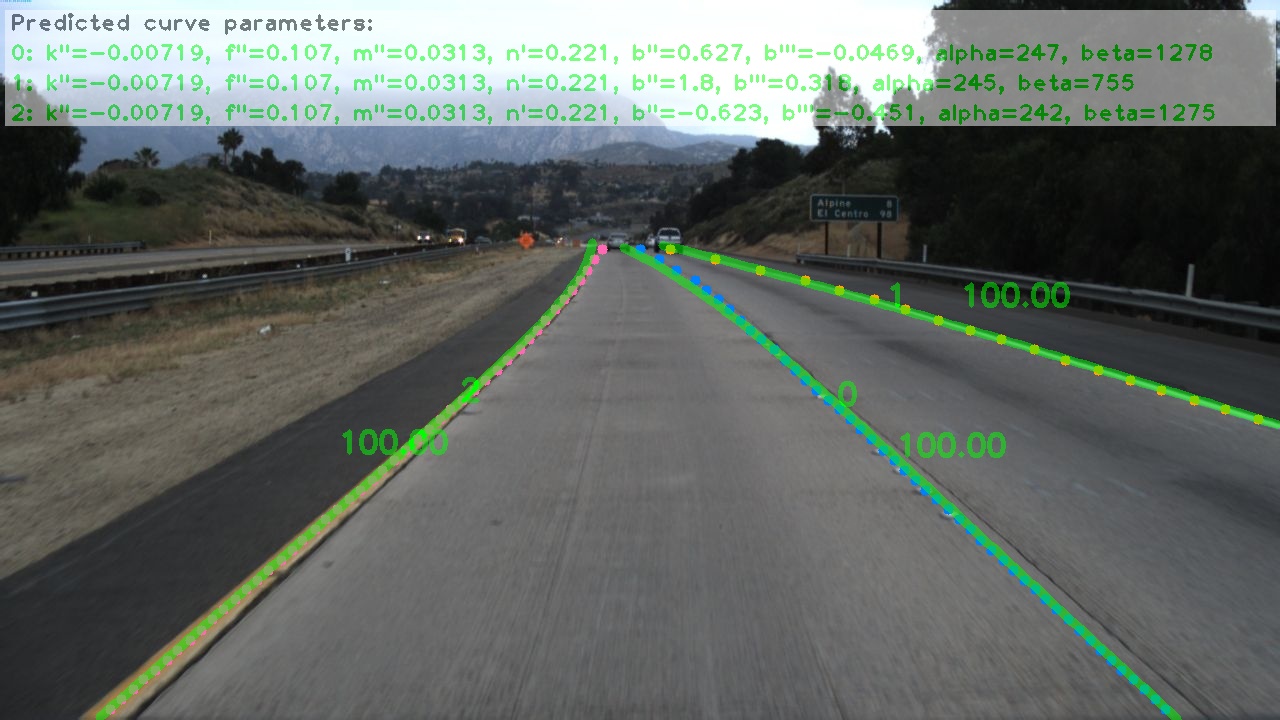 Predicted curve parameters:
0: k''=-0.00719, f''=0.107, m''=0.0313, n'=0.221, b''=0.627, b'''=-0.0469, alpha=247, beta=1278
1: k''=-0.00719, f''=0.107, m''=0.0313, n'=0.221, b''=1.8, b'''=0.318, alpha=245, beta=755
2: k''=-0.00719, f''=0.107, m''=0.0313, n'=0.221, b''=-0.623, b'''=-0.451, alpha=242, beta=1275
Alpine 8
El Centro 98
1 100.00
2
0
100.00
100.00